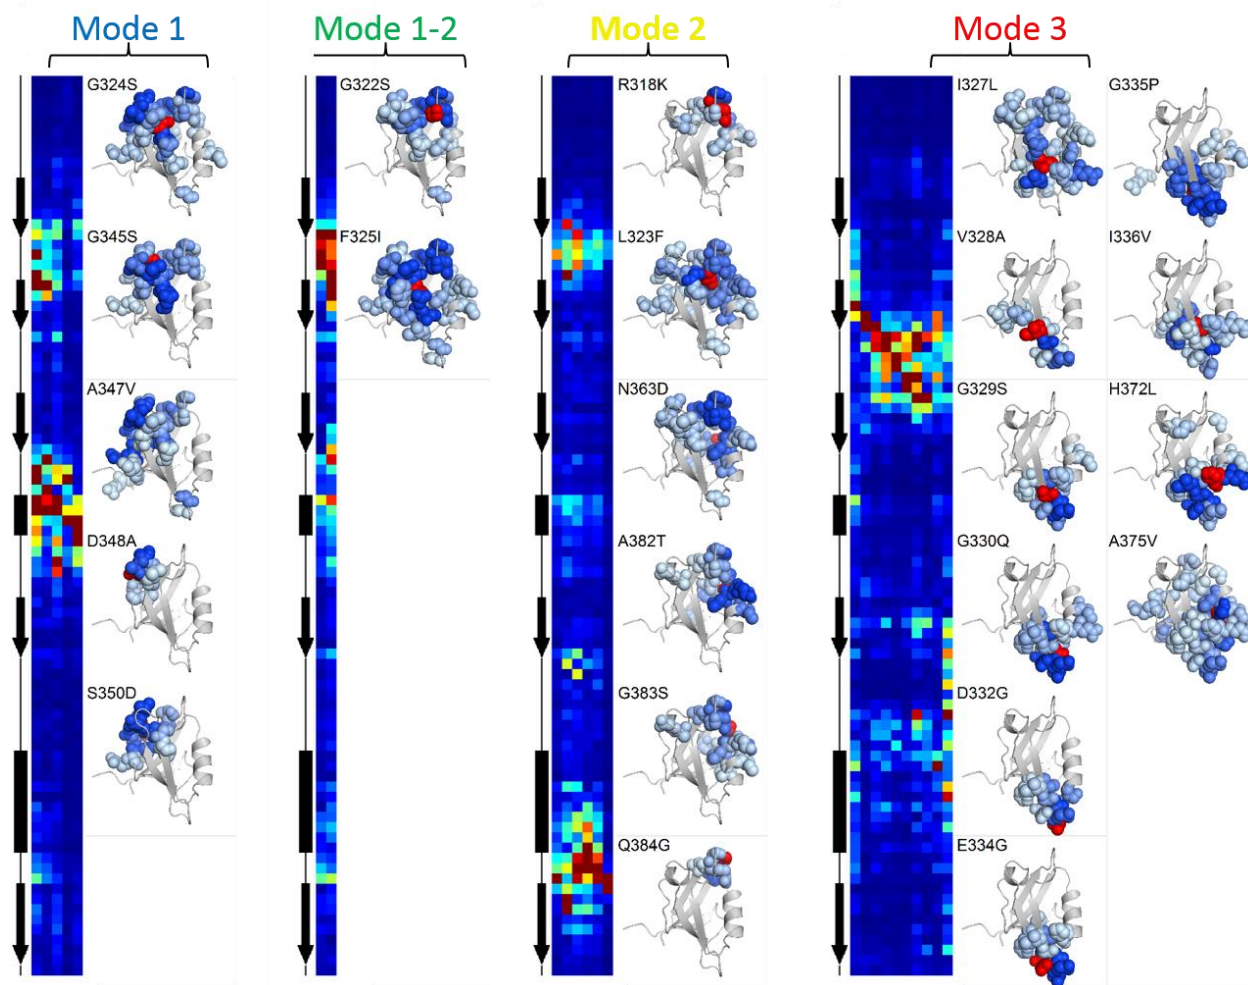 Mode 1
Mode 1-2
Mode 2
Mode 3
G324S
G345S
A347V
D348A
S350D
G322S
F325I
R318K
L323F
N363D
A382T
G383S
Q384G
I327L
G335P
V328A
I336V
G329S
H372L
G330Q
A375V
D332G
E334G